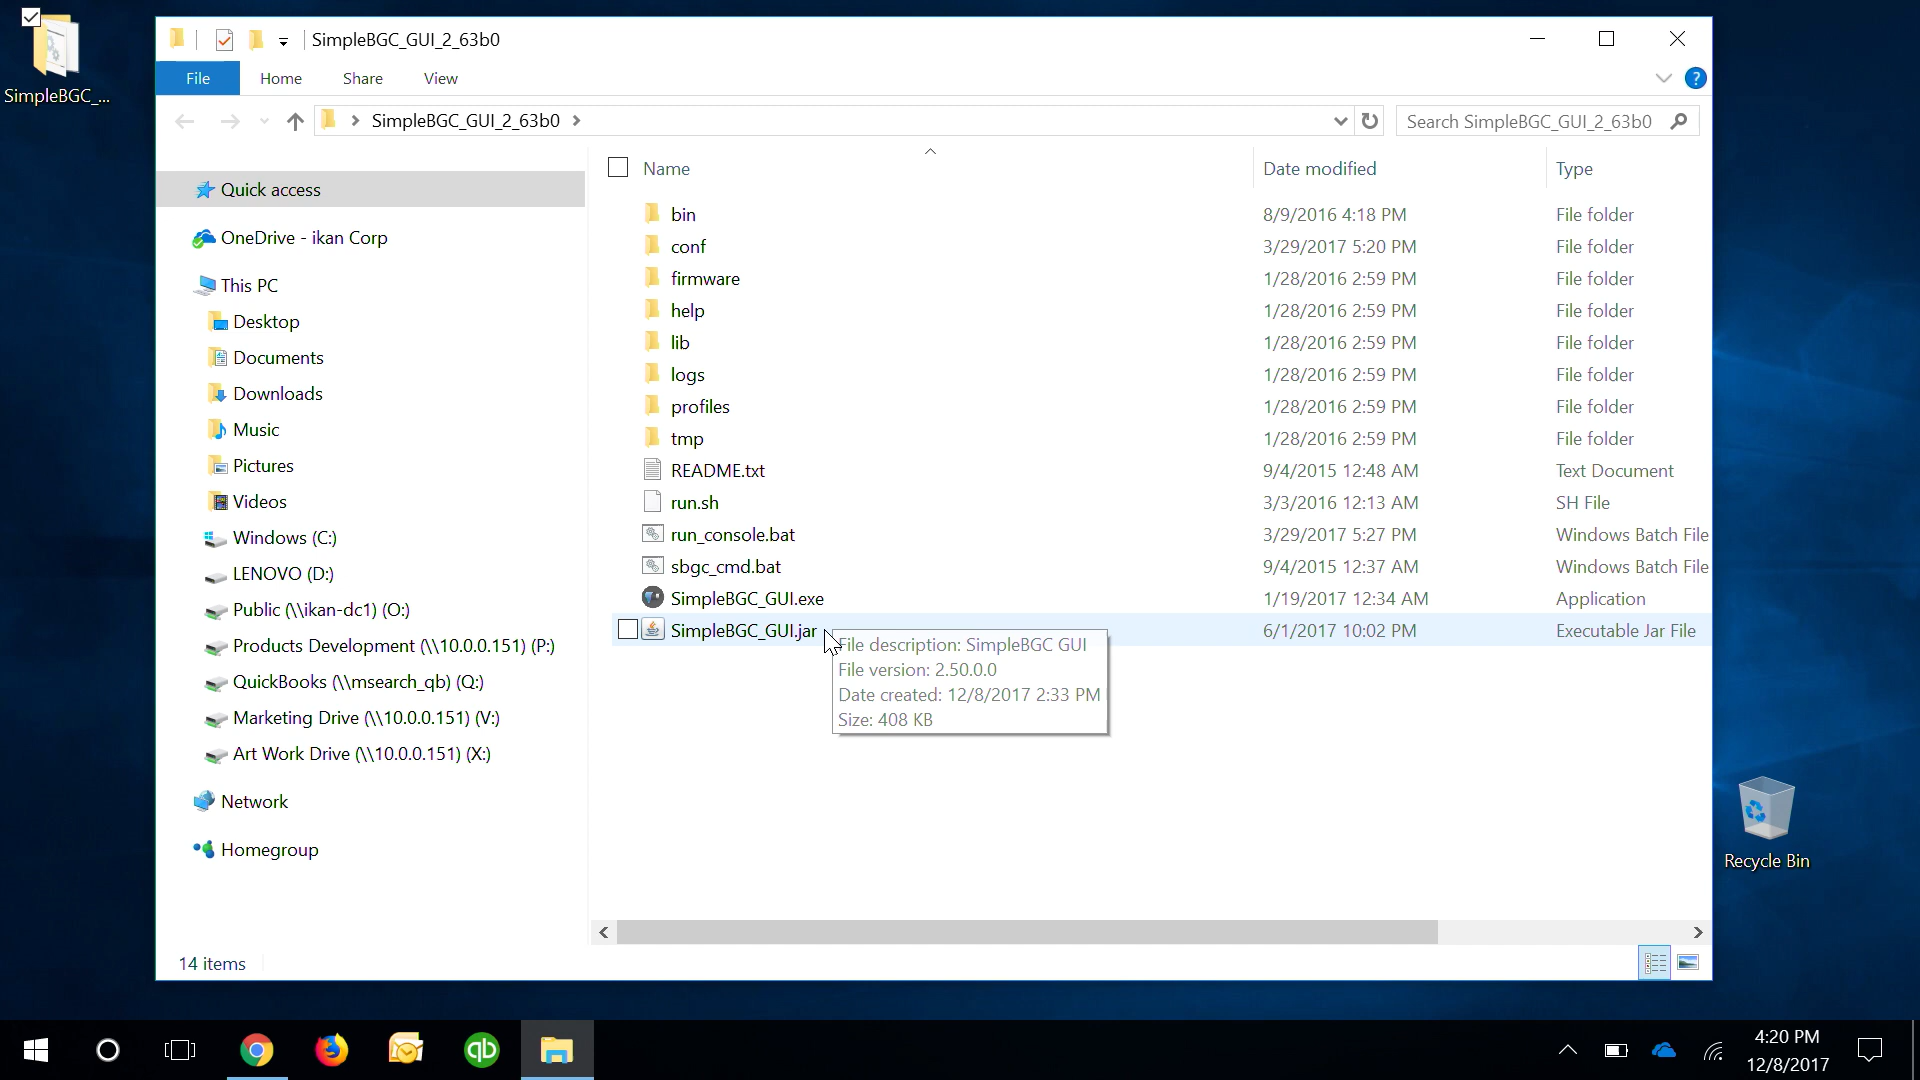 SimpleBGC_...
SimpleBGC_GUI_2_63b0
File Home Share View
?
SimpleBGC_GUI_2_63b0
Search SimpleBGC_GUI_2_63b0
Quick access
OneDrive - ikan Corp
This PC
Desktop
Documents
Downloads
Music
Pictures
Videos
Windows (C:)
LENOVO (D:)
Public (\\ikan-dc1) (O:)
Products Development (\\10.0.0.151) (P:)
QuickBooks (\\msearch_qb) (Q:)
Marketing Drive (\\10.0.0.151) (V:)
Art Work Drive (\\10.0.0.151) (X:)
Network
Homegroup
Name Date modified Type
bin 8/9/2016 4:18 PM File folder
conf 3/29/2017 5:20 PM File folder
firmware 1/28/2016 2:59 PM File folder
help 1/28/2016 2:59 PM File folder
lib 1/28/2016 2:59 PM File folder
logs 1/28/2016 2:59 PM File folder
profiles 1/28/2016 2:59 PM File folder
tmp 1/28/2016 2:59 PM File folder
README.txt 9/4/2015 12:48 AM Text Document
run.sh 3/3/2016 12:13 AM SH File
run_console.bat 3/29/2017 5:27 PM Windows Batch File
sbgc_cmd.bat 9/4/2015 12:37 AM Windows Batch File
SimpleBGC_GUI.exe 1/19/2017 12:34 AM Application
SimpleBGC_GUI.jar 6/1/2017 10:02 PM Executable Jar File
File description: SimpleBGC GUI
File version: 2.50.0.0
Date created: 12/8/2017 2:33 PM
Size: 408 KB
14 items
Recycle Bin
qb
4:20 PM
12/8/2017